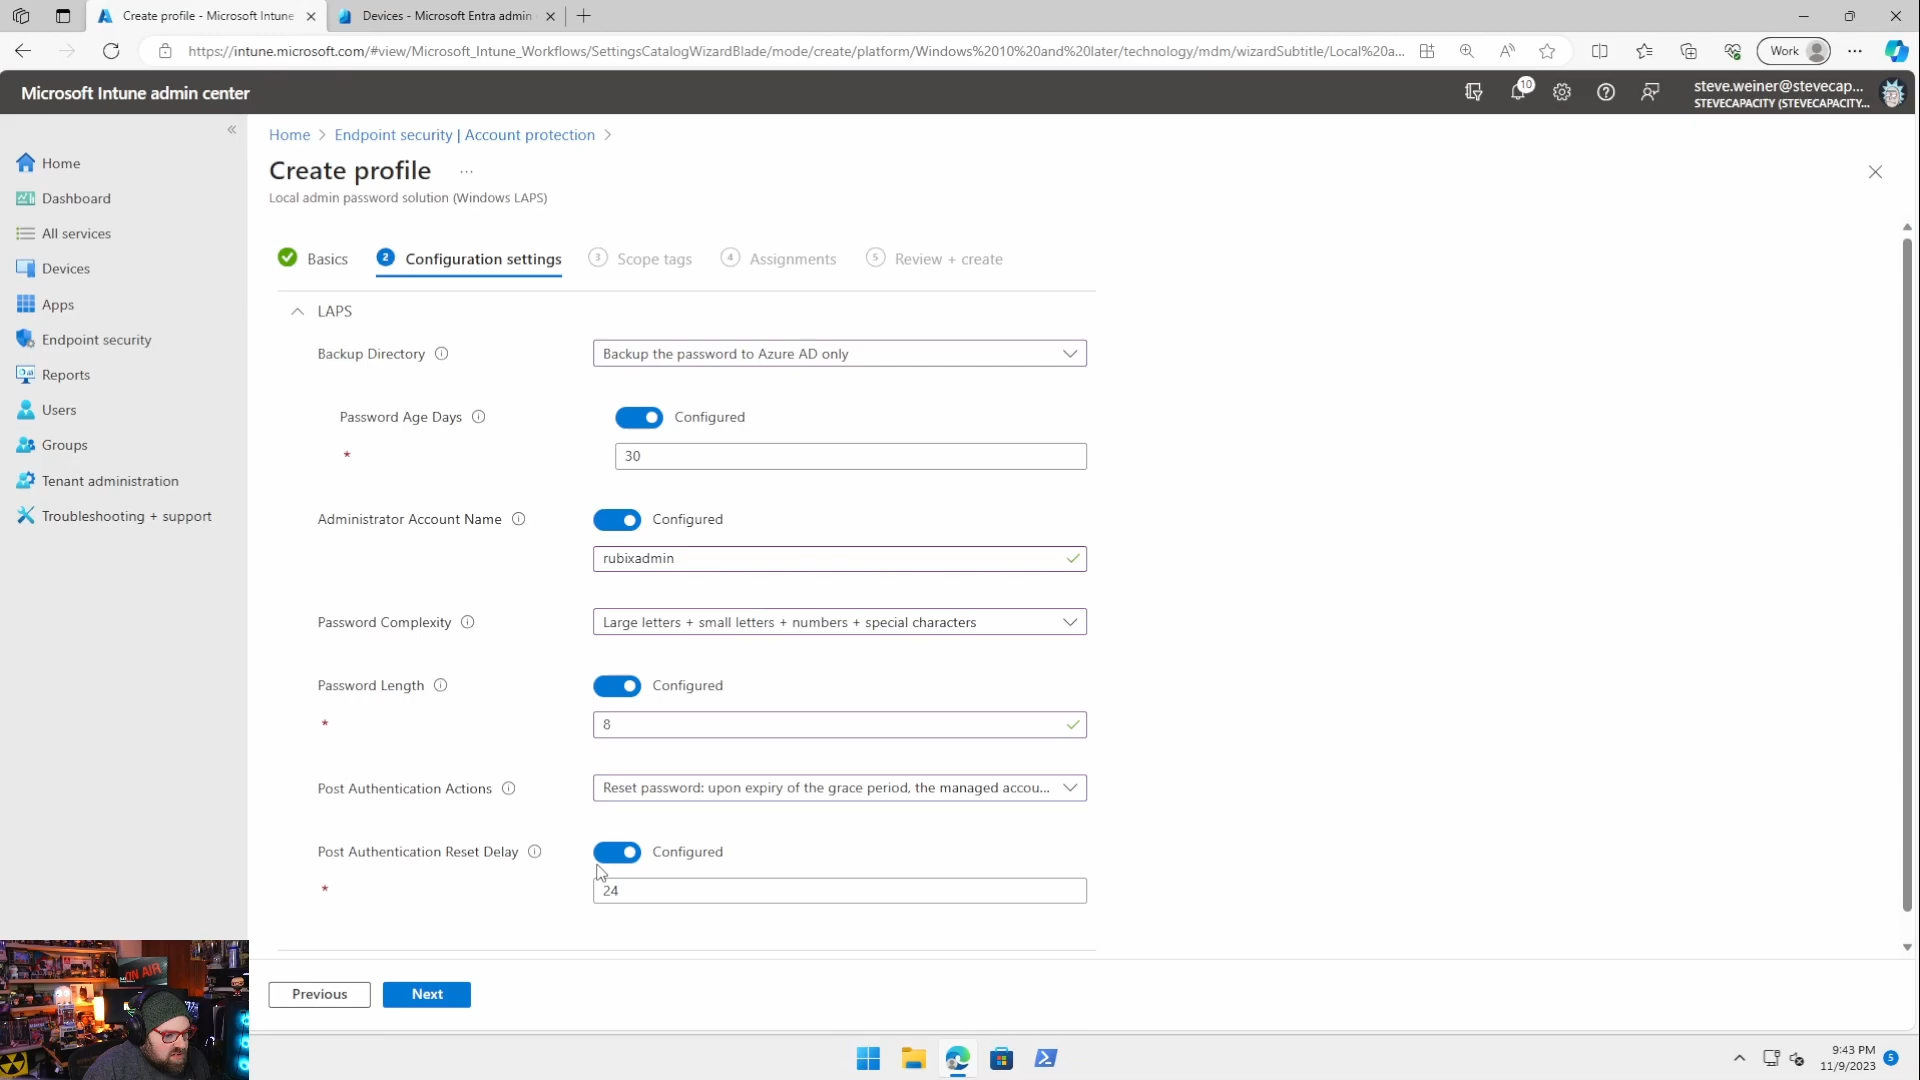 Create profile - Microsoft Intune
Devices - Microsoft Entra admin
https://intune.microsoft.com/#view/Microsoft_Intune_Workflows/SettingsCatalogWizardBlade/mode/create/platform/Windows%2010%20and%20later/technology/mdm/wizardSubtitle/Local%20a...
Work
Microsoft Intune admin center
10
steve.weiner@stevecap...
STEVECAPACITY (STEVECAPACITY...
Home
Dashboard
All services
Devices
Apps
Endpoint security
Reports
Users
Groups
Tenant administration
Troubleshooting + support
Home > Endpoint security | Account protection >
Create profile ...
Local admin password solution (Windows LAPS)
Basics
2 Configuration settings
3 Scope tags
4 Assignments
5 Review + create
LAPS
Backup Directory
Backup the password to Azure AD only
Password Age Days
Configured
* 30
Administrator Account Name
Configured
rubixadmin
Password Complexity
Large letters + small letters + numbers + special characters
Password Length
Configured
* 8
Post Authentication Actions
Reset password: upon expiry of the grace period, the managed accou...
Post Authentication Reset Delay
Configured
* 24
Previous
Next
ON AIR
9:43 PM
11/9/2023
5